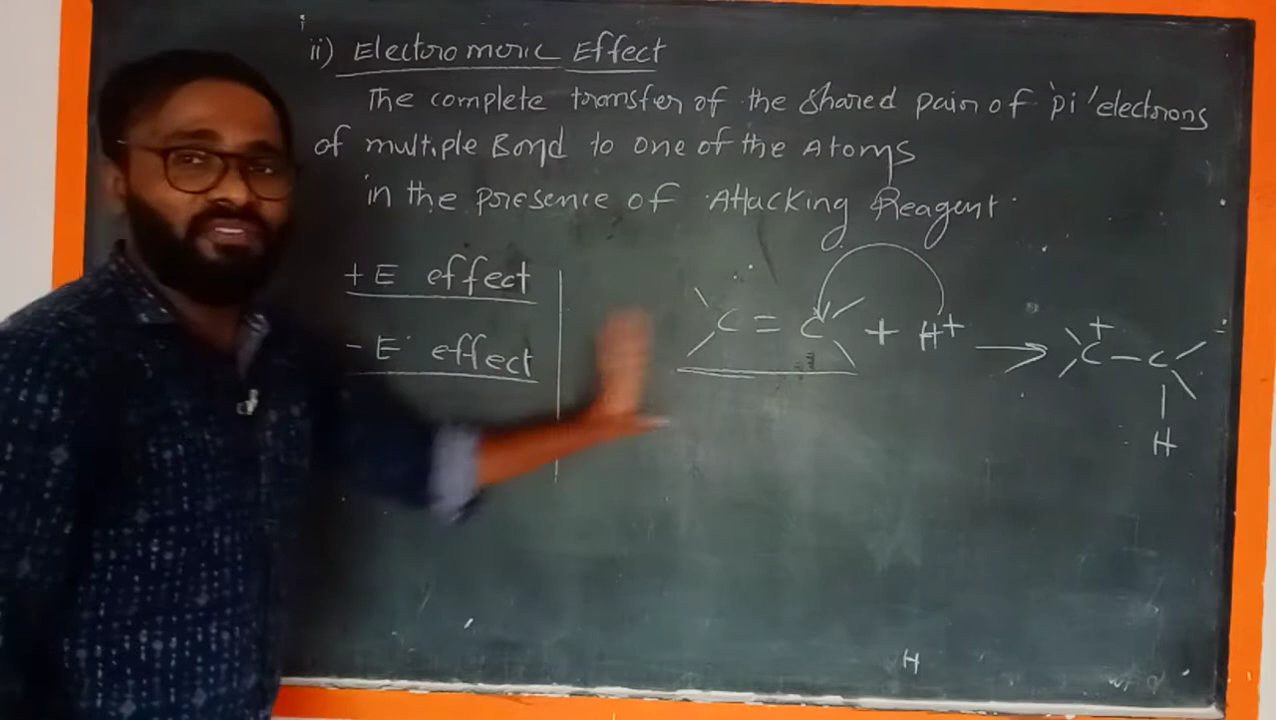 ii) Electromeric Effect
The complete transfer of the shared pair of 'pi' electrons
of multiple Bond to one of the Atoms
in the presence of Attacking Reagent.
+E effect
-E effect
C = C + H+ → C+ – C
H
H